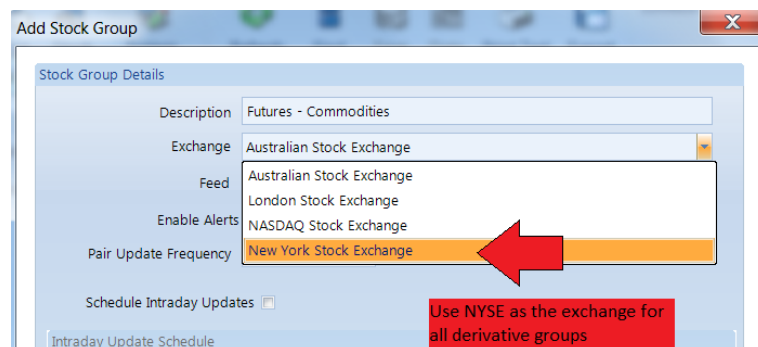 Add Stock Group
X
Stock Group Details
Description Futures - Commodities
Exchange Australian Stock Exchange
Feed
Australian Stock Exchange
London Stock Exchange
Enable Alerts
NASDAQ Stock Exchange
Pair Update Frequency
New York Stock Exchange
Schedule Intraday Updates
Use NYSE as the exchange for
all derivative groups
Intraday Update Schedule